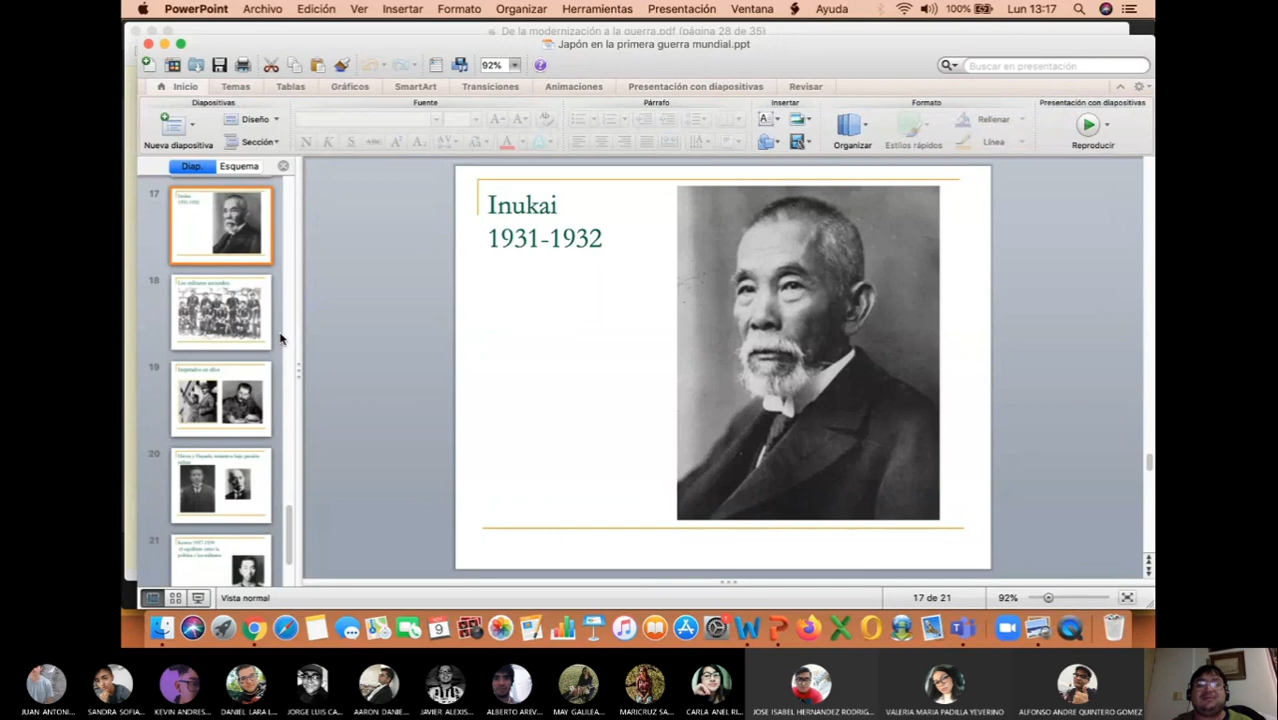 PowerPoint Archivo Edición Ver Insertar Formato Organizar Herramientas Presentación Ventana Ayuda 100% Lun 13:17
De la modernización a la guerra.pdf (página 28 de 35)
Japón en la primera guerra mundial.ppt
92% Buscar en presentación
Inicio Temas Tablas Gráficos SmartArt Transiciones Animaciones Presentación con diapositivas Revisar
Diapositivas Fuente Párrafo Insertar Formato Presentación con diapositivas
Diseño
Rellenar
Nueva diapositiva Sección
Organizar Estilos rápidos Línea Reproducir
Diap. Esquema
17
Inukai
1931-1932
18
Los militares
19
20
21
Inukai
1931-1932
Vista normal 17 de 21 92%
9
JUAN ANTONI... SANDRA SOFIA... KEVIN ANDRES... DANIEL LARA L... JORGE LUIS CA... AARON DANIE... JAVIER ALEXIS... ALBERTO AREV... MAY GALILEA... MARICRUZ SA... CARLA ANEL RI... JOSE ISABEL HERNANDEZ RODRIG... VALERIA MARIA PADILLA YEVERINO ALFONSO ANDRE QUINTERO GOMEZ